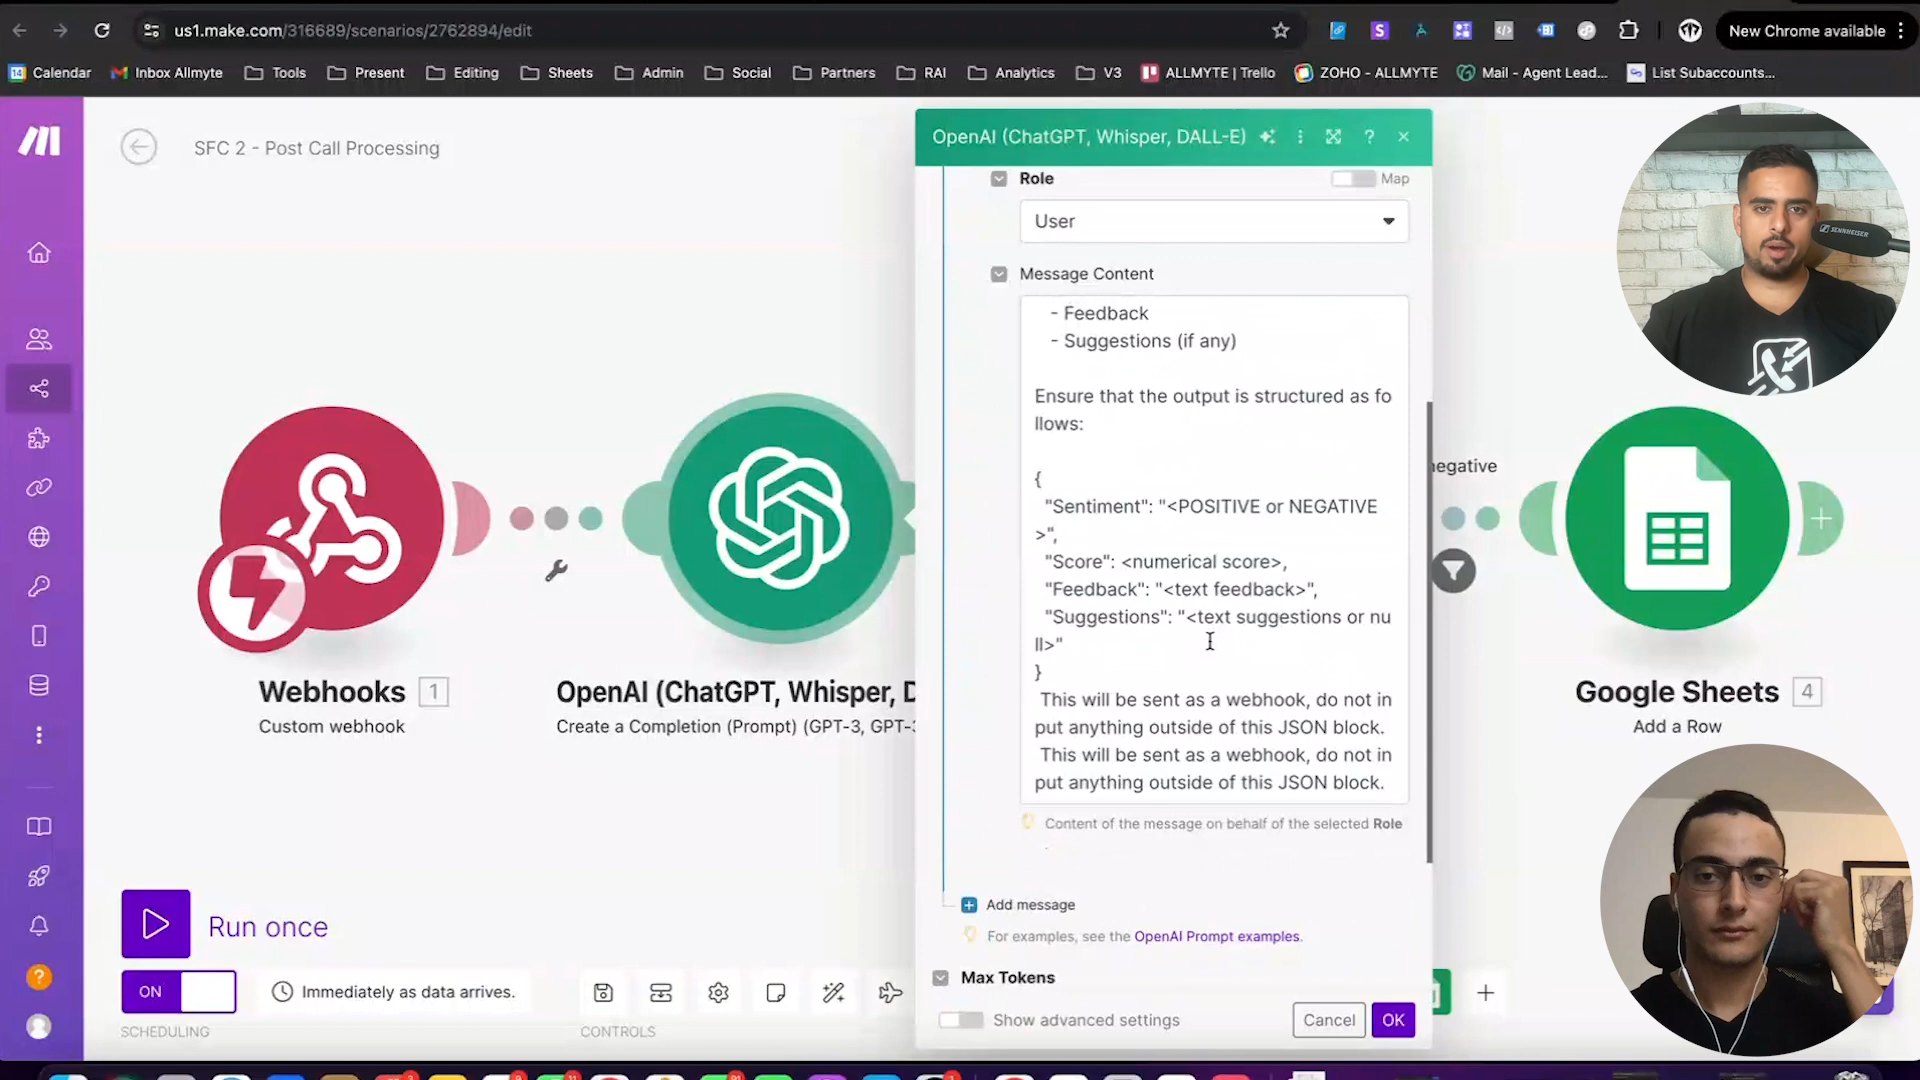 us1.make.com/316689/scenarios/2762894/edit
New Chrome available
Calendar
Inbox Allmyte
Tools
Present
Editing
Sheets
Admin
Social
Partners
RAI
Analytics
V3
ALLMYTE | Trello
ZOHO - ALLMYTE
Mail - Agent Lead...
List Subaccounts...
SFC 2 - Post Call Processing
OpenAI (ChatGPT, Whisper, DALL-E)
Role
Map
User
Message Content
- Feedback
- Suggestions (if any)
Ensure that the output is structured as fo
llows:
{
"Sentiment": "<POSITIVE or NEGATIVE
>",
"Score": <numerical score>,
"Feedback": "<text feedback>",
"Suggestions": "<text suggestions or nu
ll>"
}
This will be sent as a webhook, do not in
put anything outside of this JSON block.
This will be sent as a webhook, do not in
put anything outside of this JSON block.
Content of the message on behalf of the selected Role
.
Add message
For examples, see the OpenAI Prompt examples.
Max Tokens
Show advanced settings
Cancel
OK
Webhooks 1
Custom webhook
OpenAI (ChatGPT, Whisper, D
Create a Completion (Prompt) (GPT-3, GPT-3
negative
Google Sheets 4
Add a Row
Run once
ON
Immediately as data arrives.
SCHEDULING
CONTROLS
SENNHEISER